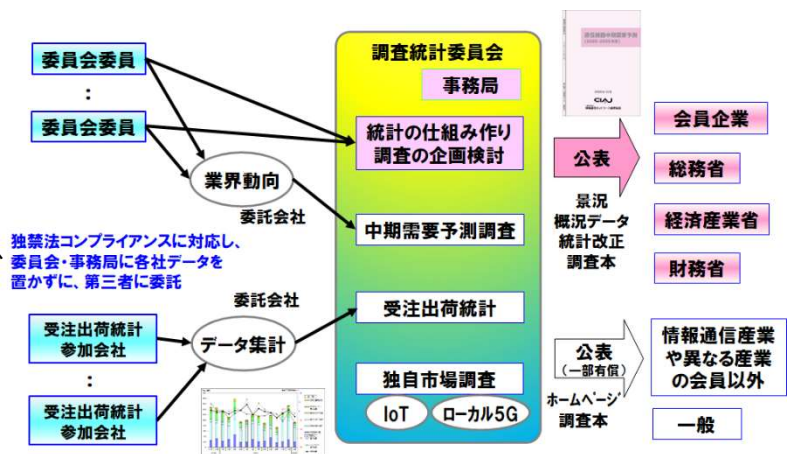 委員会委員
:
委員会委員
業界動向
委託会社
独禁法コンプライアンスに対応し、
委員会・事務局に各社データを
置かずに、第三者に委託
委託会社
受注出荷統計
参加会社
:
受注出荷統計
参加会社
データ集計
調査統計委員会
事務局
統計の仕組み作り
調査の企画検討
中期需要予測調査
受注出荷統計
独自市場調査
IoT
ローカル5G
CIAJ
公表
景況
概況データ
統計改正
調査本
会員企業
総務省
経済産業省
財務省
公表
（一部有償）
ホームページ
調査本
情報通信産業
や異なる産業
の会員以外
一般